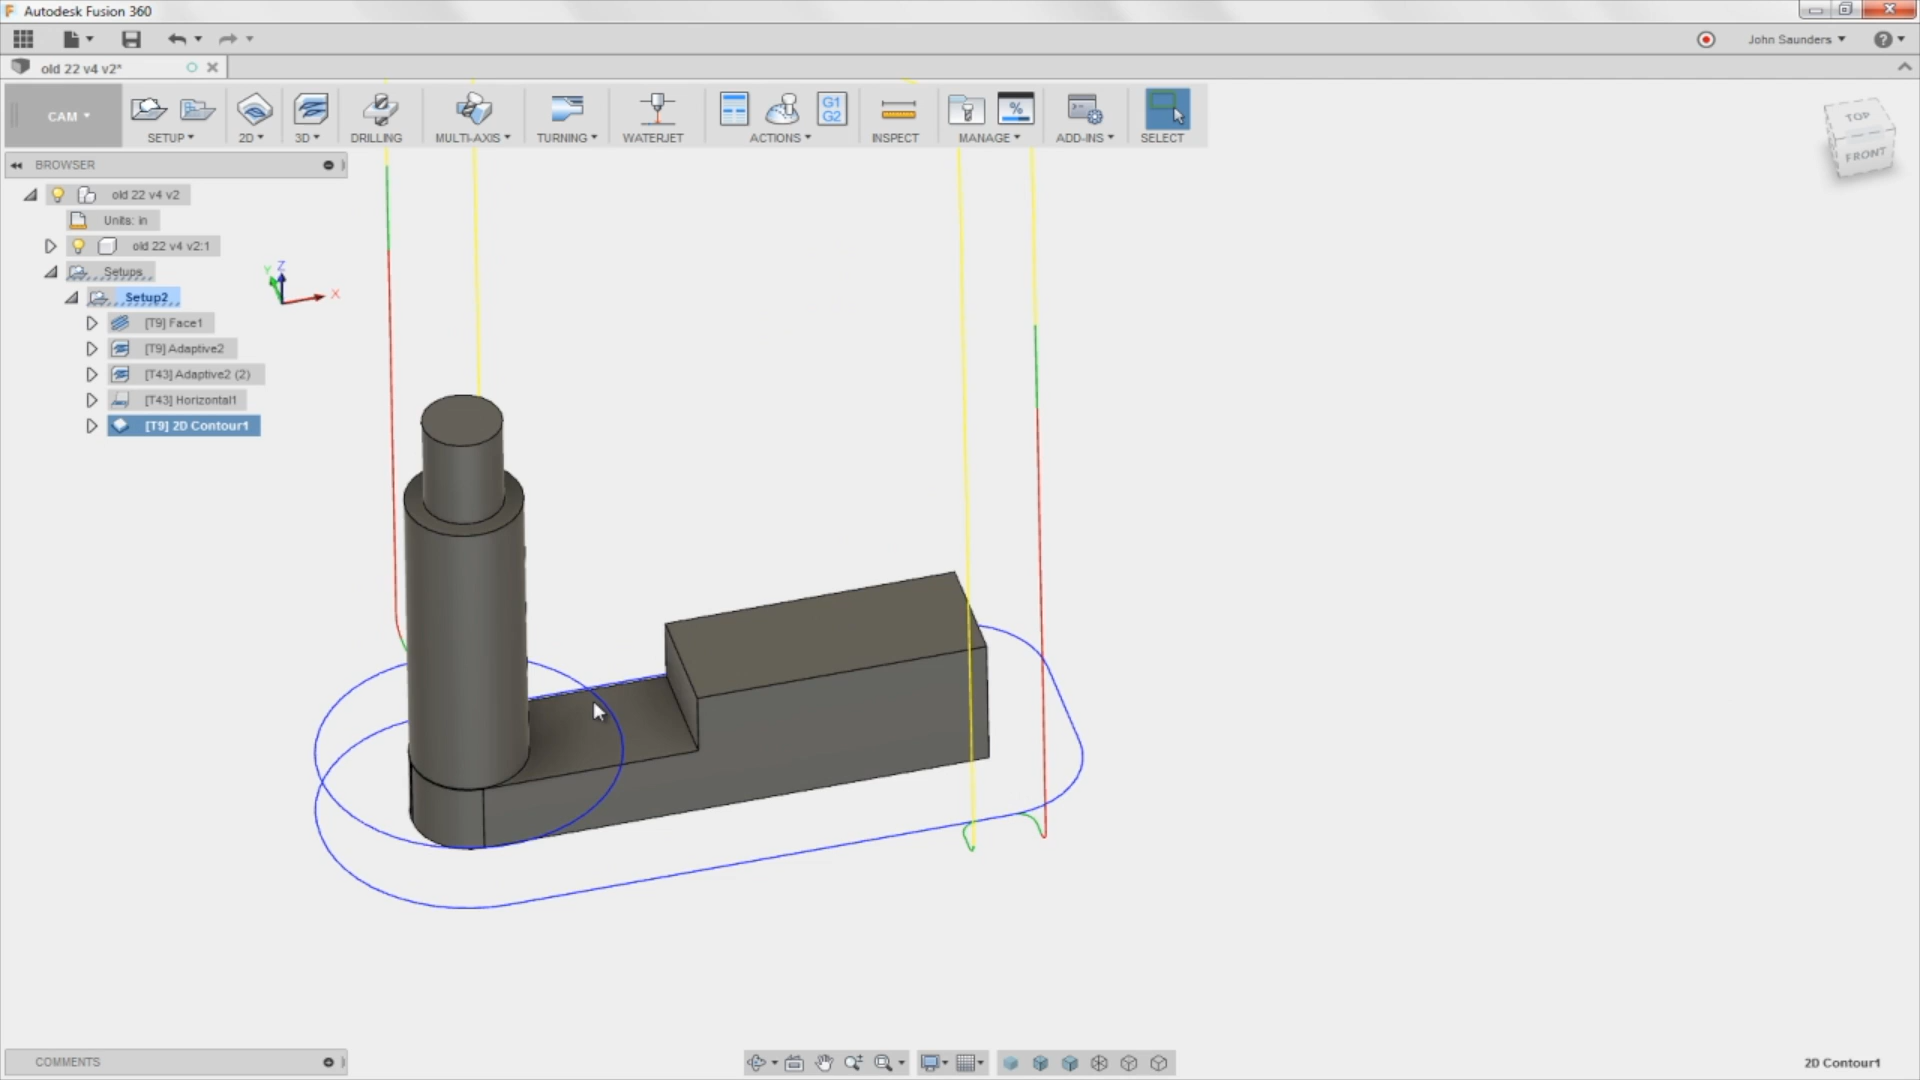 Autodesk Fusion 360
John Saunders
old 22 v4 v2*
CAM
SETUP
2D
3D
DRILLING
MULTI-AXIS
TURNING
WATERJET
G1
G2
ACTIONS
INSPECT
%
MANAGE
ADD-INS
SELECT
TOP
FRONT
BROWSER
old 22 v4 v2
Units: in
old 22 v4 v2:1
Setups
Setup2
[T9] Face1
[T9] Adaptive2
[T43] Adaptive2 (2)
[T43] Horizontal1
[T9] 2D Contour1
Y Z
X
COMMENTS
2D Contour1